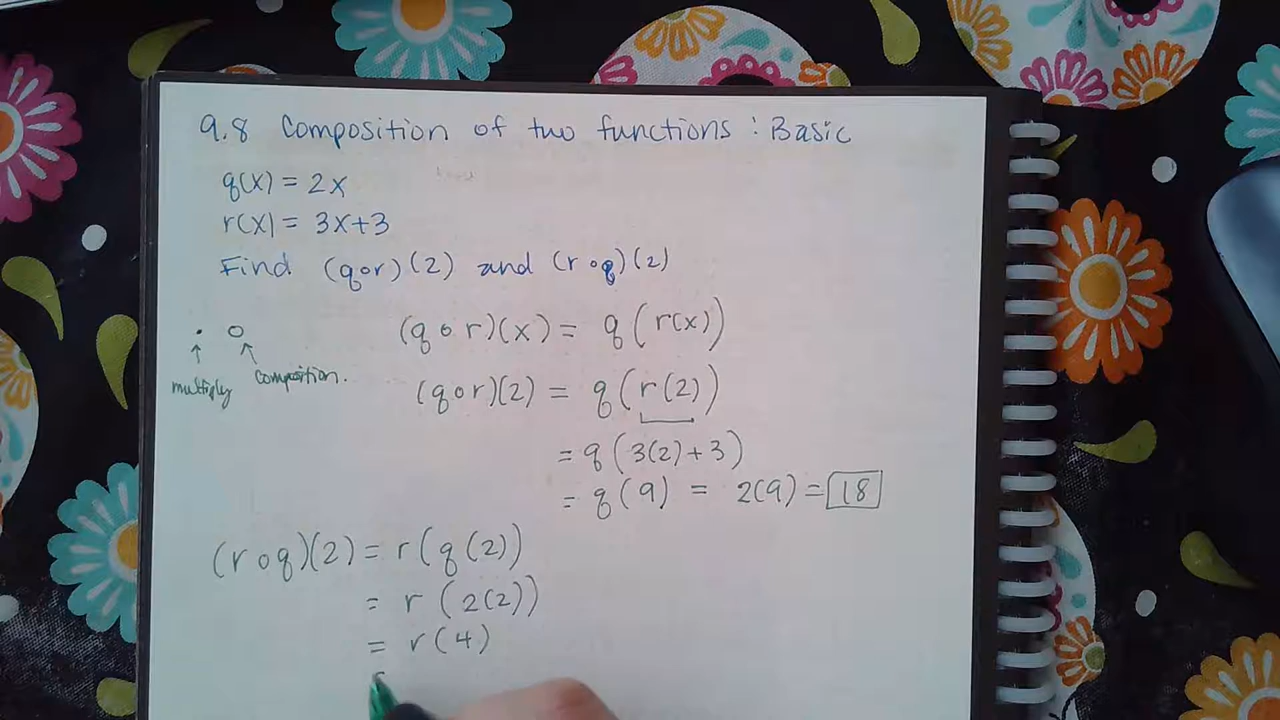 9.8 Composition of two functions : Basic
q(x) = 2x
r(x) = 3x+3
Find (q∘r)(2) and (r∘q)(2)
(q∘r)(x) = q(r(x))
· ○
↑ ↑
multiply composition.
(q∘r)(2) = q(r(2))
= q(3(2)+3)
= q(9) = 2(9) = 18
(r∘q)(2) = r(q(2))
= r(2(2))
= r(4)
=